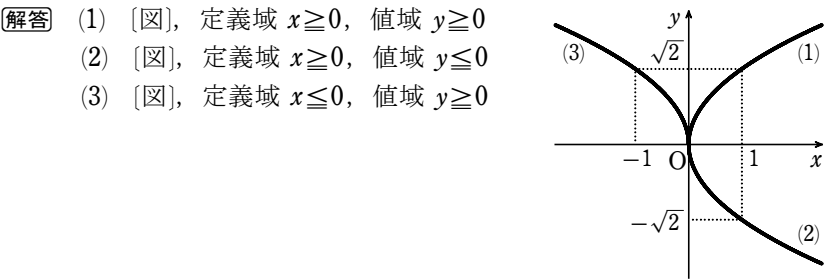 解答 (1) [図], 定義域 x≧0, 値域 y≧0
(2) [図], 定義域 x≧0, 値域 y≦0
(3) [図], 定義域 x≦0, 値域 y≧0
y
(3) √2 (1)
−1 O 1 x
−√2
(2)